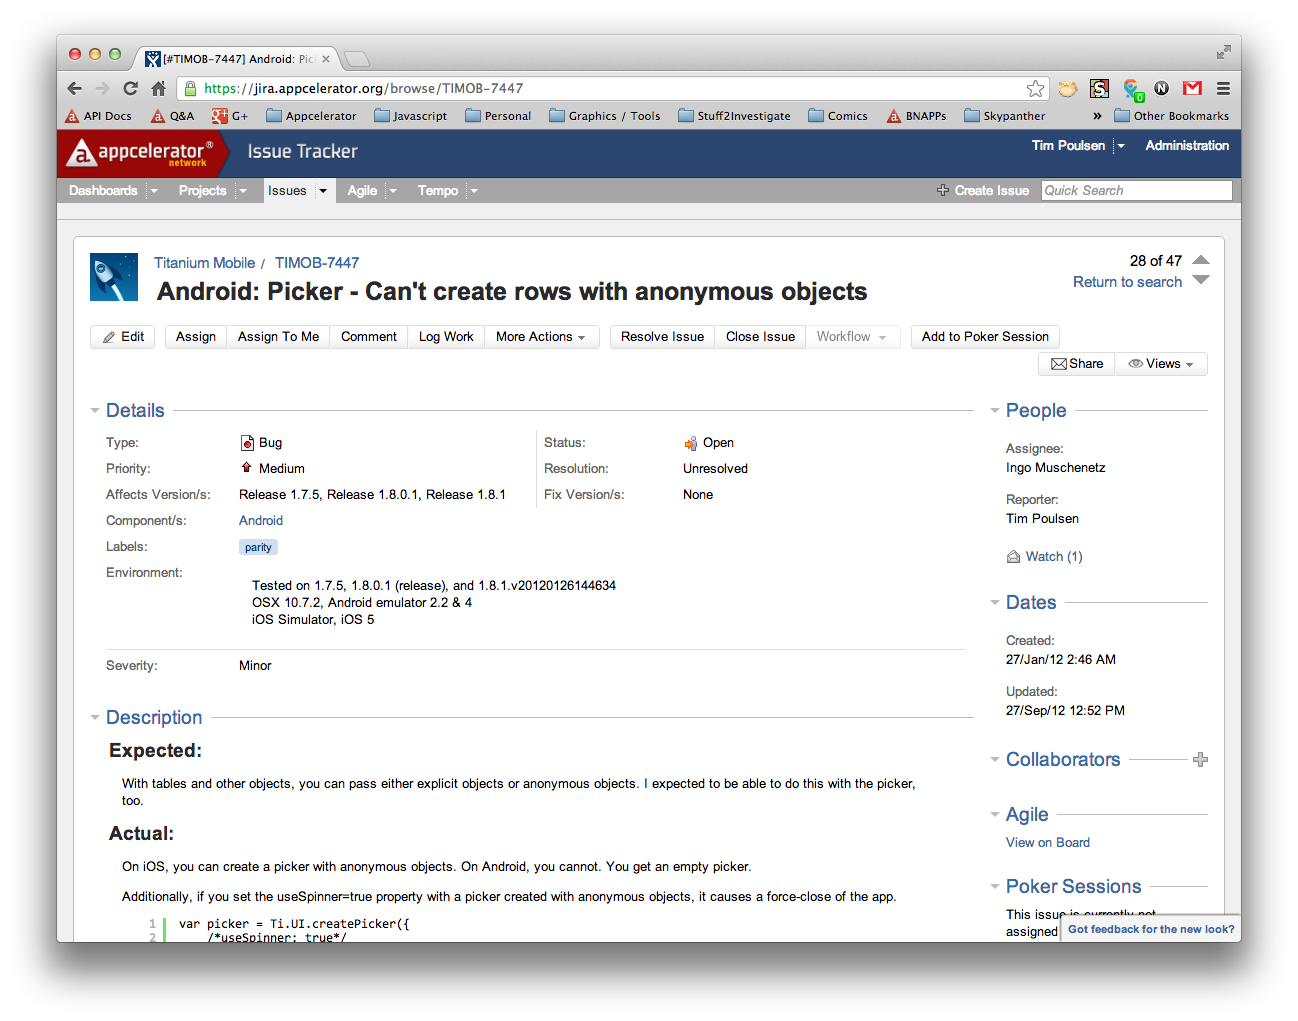 [#TIMOB-7447] Android: Pic
https://jira.appcelerator.org/browse/TIMOB-7447
0
API Docs Q&A G+ Appcelerator Javascript Personal Graphics / Tools Stuff2Investigate Comics BNAPPs Skypanther » Other Bookmarks
appcelerator® network Issue Tracker Tim Poulsen Administration
Dashboards Projects Issues Agile Tempo Create Issue Quick Search
Titanium Mobile / TIMOB-7447
28 of 47
Android: Picker - Can't create rows with anonymous objects
Return to search
Edit Assign Assign To Me Comment Log Work More Actions Resolve Issue Close Issue Workflow Add to Poker Session
Share Views
Details
Type: Bug
Priority: Medium
Affects Version/s: Release 1.7.5, Release 1.8.0.1, Release 1.8.1
Component/s: Android
Labels: parity
Environment:
Tested on 1.7.5, 1.8.0.1 (release), and 1.8.1.v20120126144634
OSX 10.7.2, Android emulator 2.2 & 4
iOS Simulator, iOS 5
Status: Open
Resolution: Unresolved
Fix Version/s: None
Severity: Minor
Description
Expected:
With tables and other objects, you can pass either explicit objects or anonymous objects. I expected to be able to do this with the picker,
too.
Actual:
On iOS, you can create a picker with anonymous objects. On Android, you cannot. You get an empty picker.
Additionally, if you set the useSpinner=true property with a picker created with anonymous objects, it causes a force-close of the app.
1 var picker = Ti.UI.createPicker({
2 /*useSpinner: true*/
People
Assignee:
Ingo Muschenetz
Reporter:
Tim Poulsen
Watch (1)
Dates
Created:
27/Jan/12 2:46 AM
Updated:
27/Sep/12 12:52 PM
Collaborators
Agile
View on Board
Poker Sessions
This issue is currently not
assigned
Got feedback for the new look?